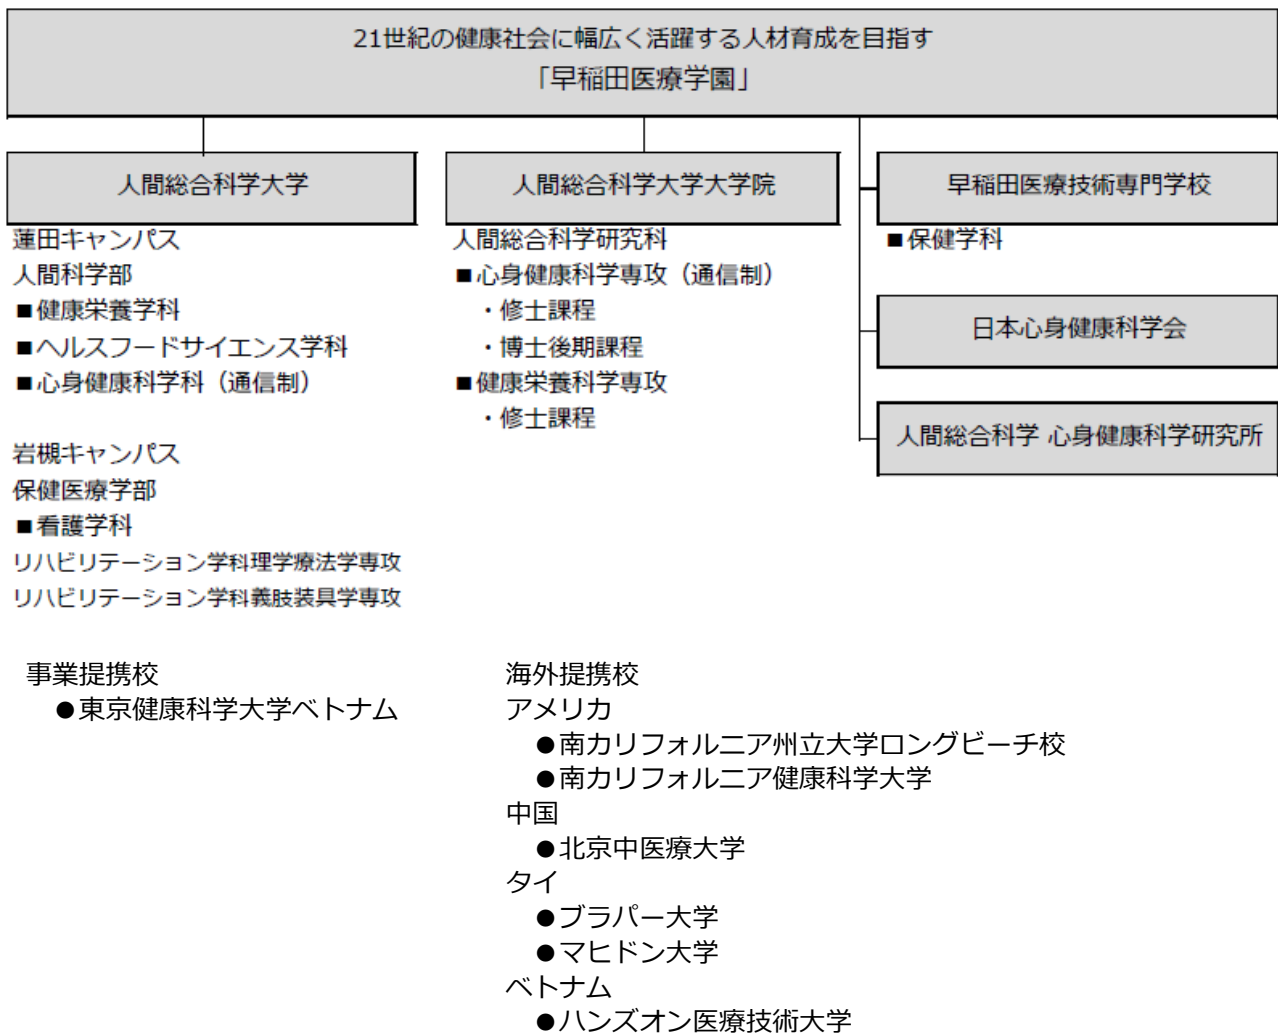 21世紀の健康社会に幅広く活躍する人材育成を目指す
「早稲田医療学園」
人間総合科学大学
蓮田キャンパス
人間科学部
■健康栄養学科
■ヘルスフードサイエンス学科
■心身健康科学科（通信制）
岩槻キャンパス
保健医療学部
■看護学科
リハビリテーション学科理学療法学専攻
リハビリテーション学科義肢装具学専攻
人間総合科学大学大学院
人間総合科学研究科
■心身健康科学専攻（通信制）
・修士課程
・博士後期課程
■健康栄養科学専攻
・修士課程
早稲田医療技術専門学校
■保健学科
日本心身健康科学会
人間総合科学 心身健康科学研究所
事業提携校
●東京健康科学大学ベトナム
海外提携校
アメリカ
●南カリフォルニア州立大学ロングビーチ校
●南カリフォルニア健康科学大学
中国
●北京中医療大学
タイ
●ブラパー大学
●マヒドン大学
ベトナム
●ハンズオン医療技術大学